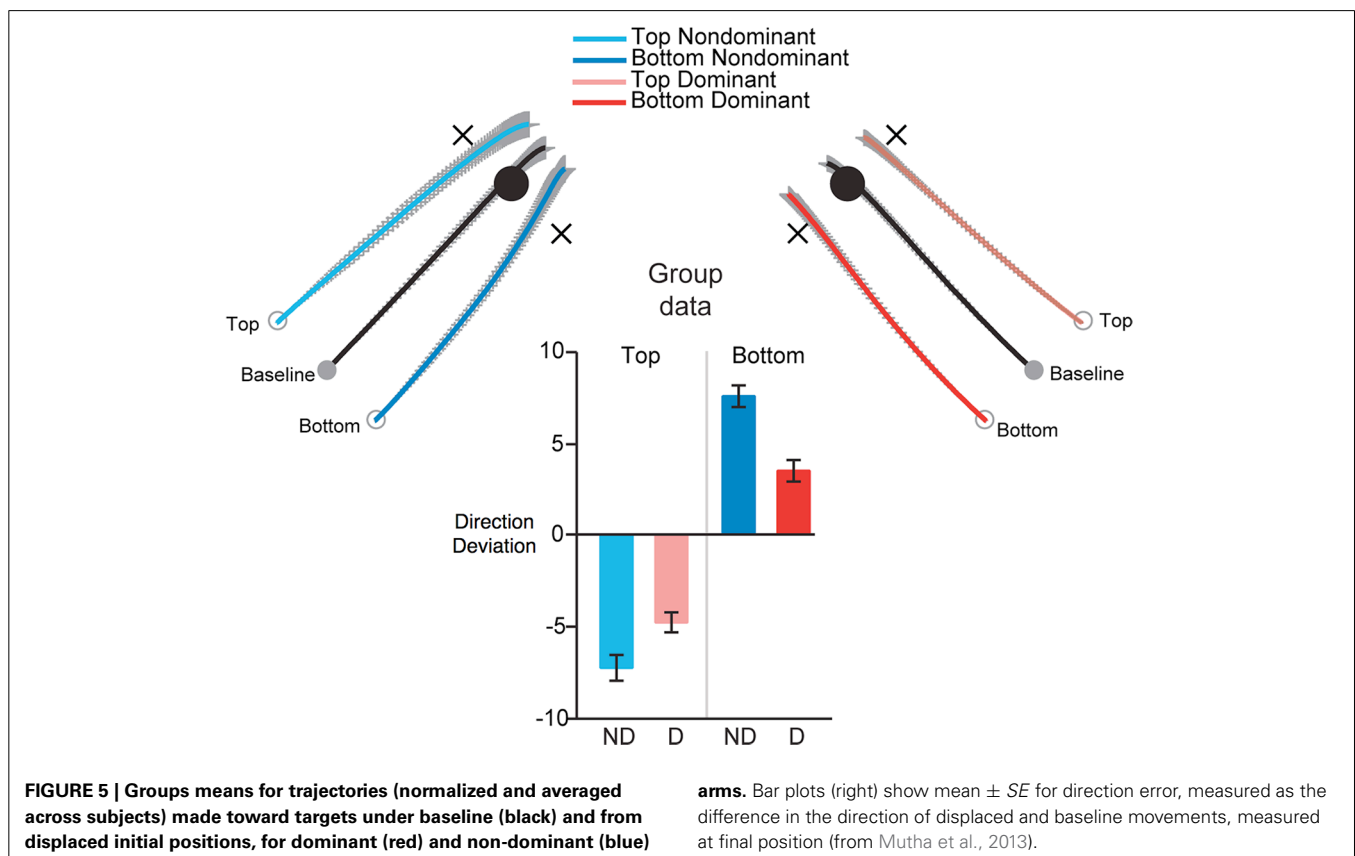 Top Nondominant
Bottom Nondominant
Top Dominant
Bottom Dominant
Top
Baseline
Bottom
Top
Baseline
Bottom
Group
data
Top Bottom
Direction
Deviation
10
5
0
-5
-10
ND D ND D
FIGURE 5 | Groups means for trajectories (normalized and averaged
across subjects) made toward targets under baseline (black) and from
displaced initial positions, for dominant (red) and non-dominant (blue)
arms. Bar plots (right) show mean ± SE for direction error, measured as the
difference in the direction of displaced and baseline movements, measured
at final position (from Mutha et al., 2013).